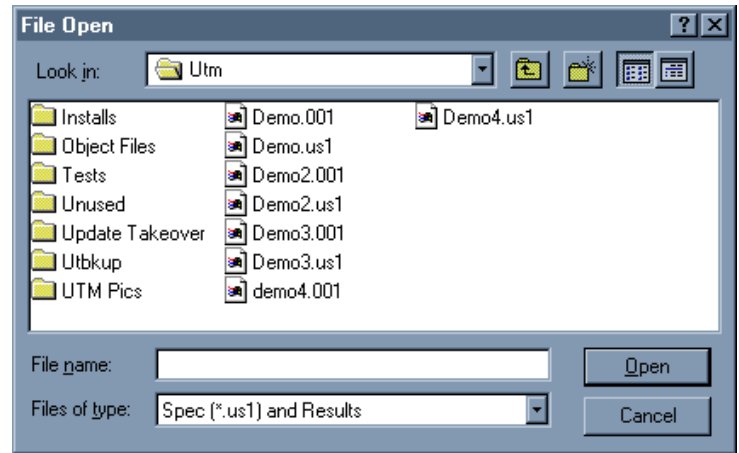 File Open
Look in: Utm
Installs Demo.001 Demo4.us1
Object Files Demo.us1
Tests Demo2.001
Unused Demo2.us1
Update Takeover Demo3.001
Utbkup Demo3.us1
UTM Pics demo4.001
File name: Open
Files of type: Spec (*.us1) and Results Cancel